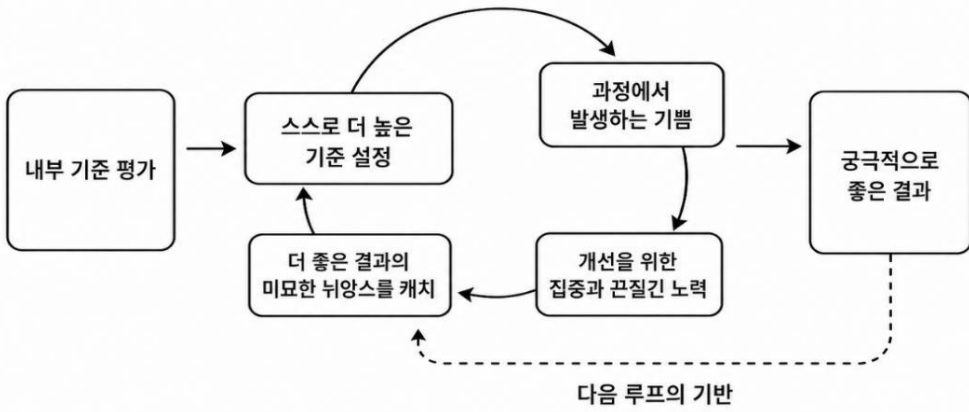 내부 기준 평가
스스로 더 높은
기준 설정
과정에서
발생하는 기쁨
궁극적으로
좋은 결과
더 좋은 결과의
미묘한 뉘앙스를 캐치
개선을 위한
집중과 끈질긴 노력
다음 루프의 기반